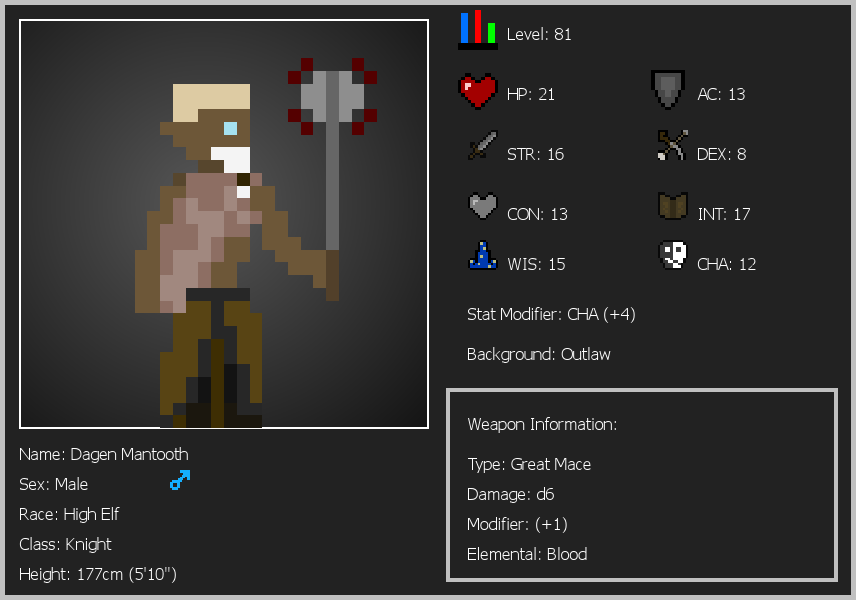 Level: 81
HP: 21
AC: 13
STR: 16
DEX: 8
CON: 13
INT: 17
WIS: 15
CHA: 12
Stat Modifier: CHA (+4)
Background: Outlaw
Weapon Information:
Type: Great Mace
Damage: d6
Modifier: (+1)
Elemental: Blood
Name: Dagen Mantooth
Sex: Male
Race: High Elf
Class: Knight
Height: 177cm (5'10")